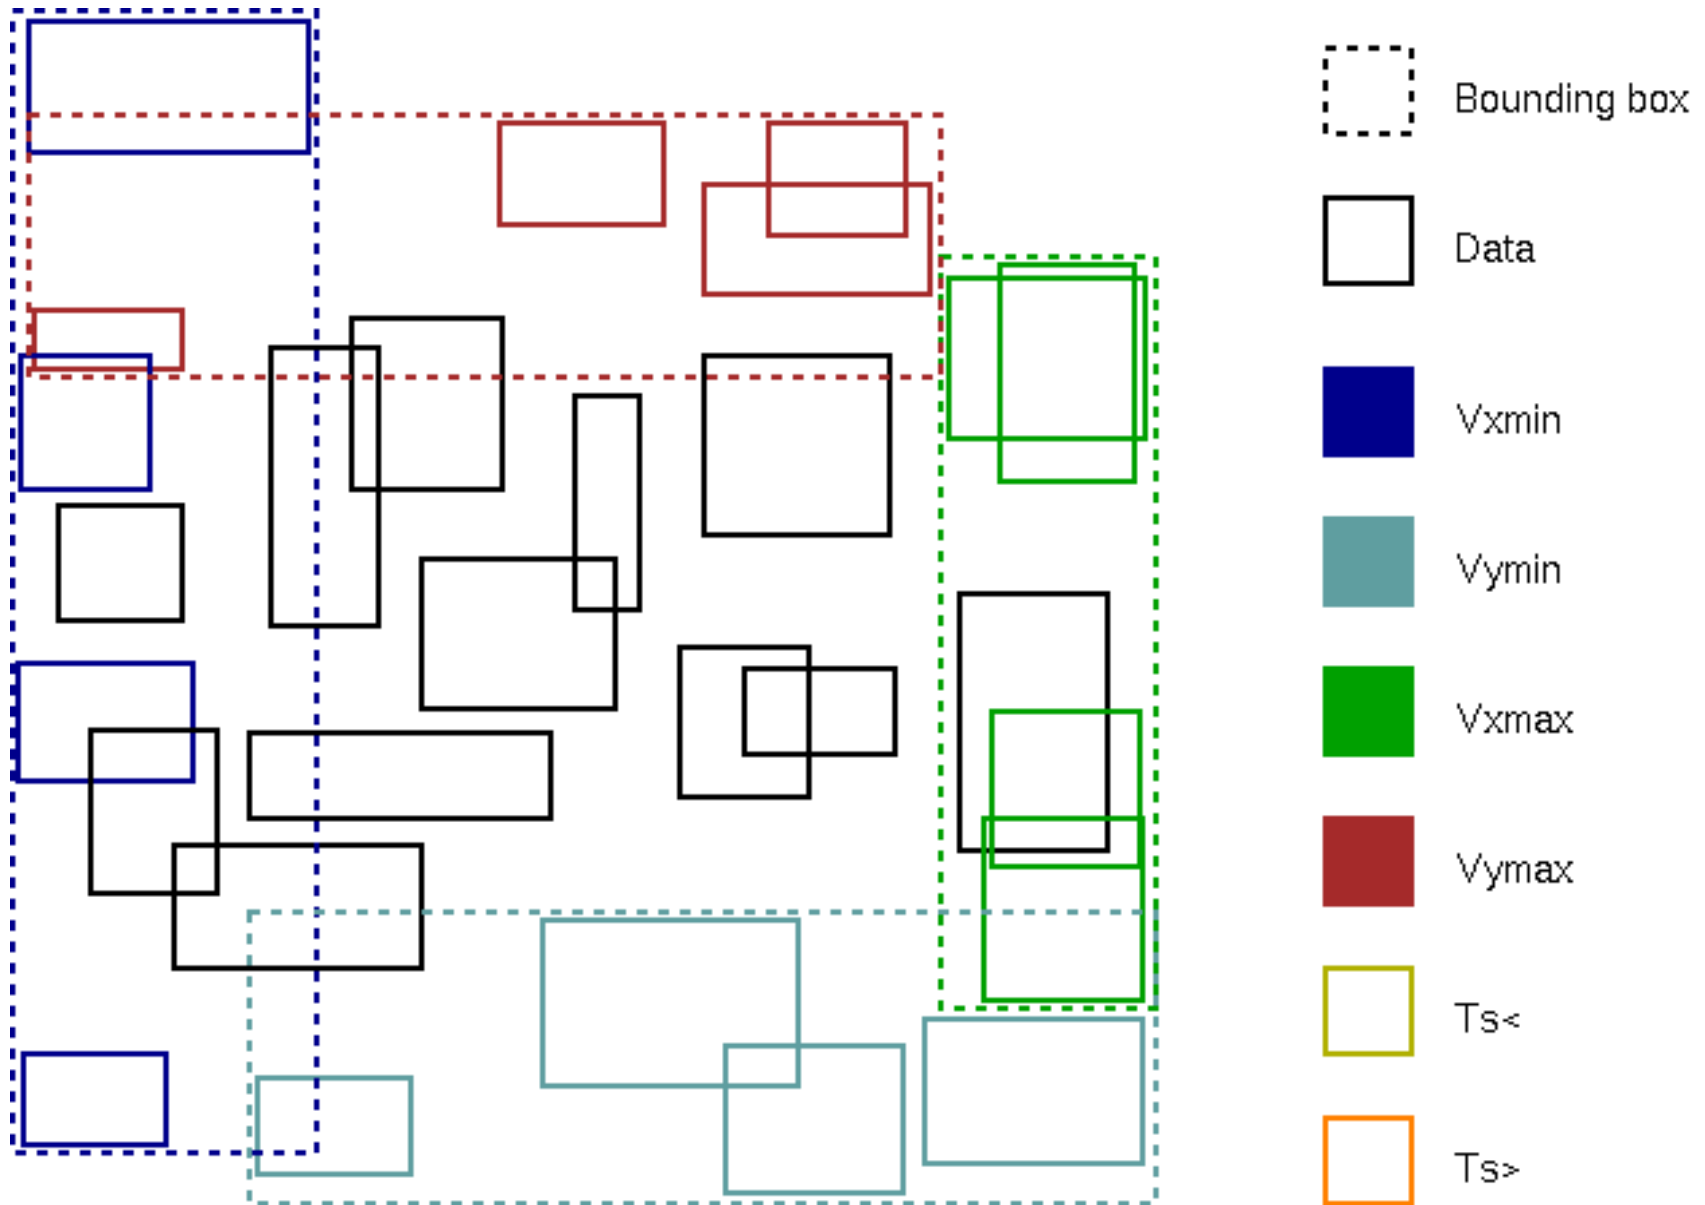 Bounding box
Data
Vxmin
Vymin
Vxmax
Vymax
Ts<
Ts>